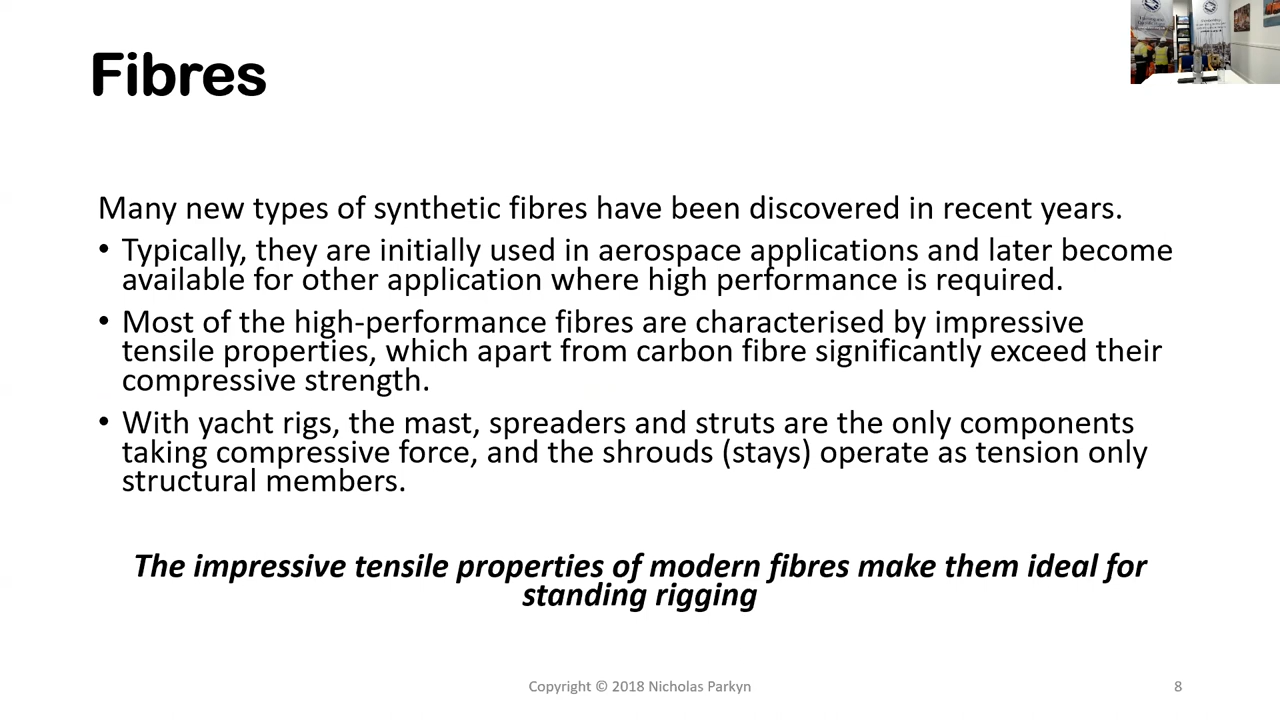 Fibres
Many new types of synthetic fibres have been discovered in recent years.
• Typically, they are initially used in aerospace applications and later become
available for other application where high performance is required.
• Most of the high-performance fibres are characterised by impressive
tensile properties, which apart from carbon fibre significantly exceed their
compressive strength.
• With yacht rigs, the mast, spreaders and struts are the only components
taking compressive force, and the shrouds (stays) operate as tension only
structural members.
The impressive tensile properties of modern fibres make them ideal for
standing rigging
Copyright © 2018 Nicholas Parkyn
8